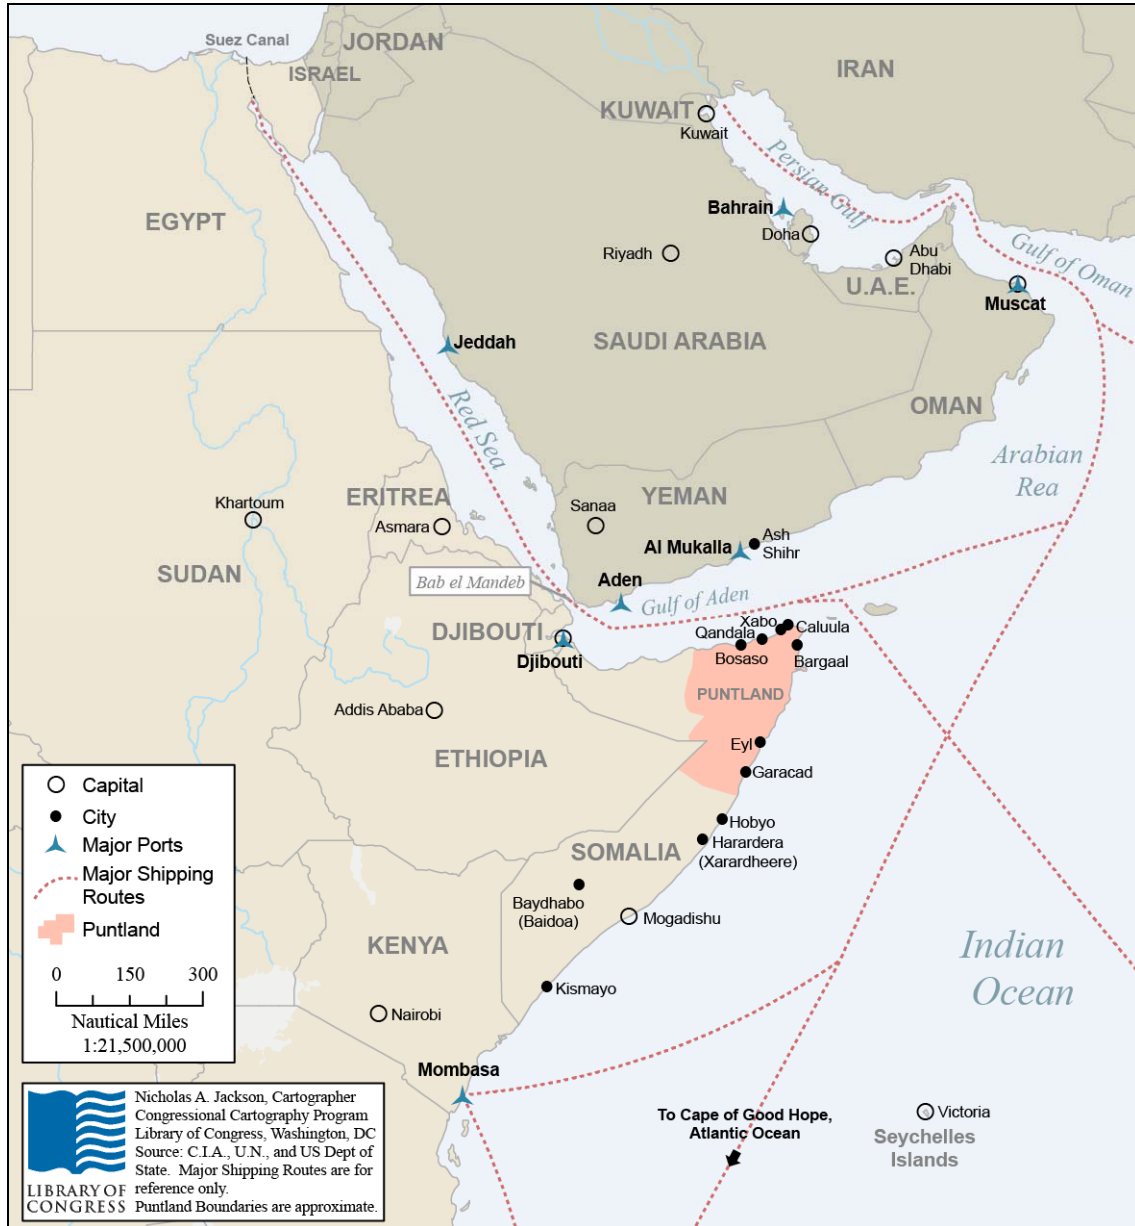 Suez Canal
JORDAN
ISRAEL
IRAN
KUWAIT
Kuwait
Persian Gulf
Bahrain
Doha
EGYPT
Riyadh
Abu
Dhabi
Gulf of Oman
U.A.E.
Muscat
Jeddah
SAUDI ARABIA
Red Sea
OMAN
Arabian
Rea
ERITREA
YEMAN
Khartoum
Sanaa
Asmara
Ash
Shihr
Al Mukalla
SUDAN
Bab el Mandeb
Aden
Gulf of Aden
DJIBOUTI
Djibouti
Xabo
Caluula
Qandala
Bosaso
Bargaal
PUNTLAND
Addis Ababa
ETHIOPIA
Eyl
Garacad
Hobyo
Harardera
(Xarardheere)
SOMALIA
Baydhabo
(Baidoa)
Mogadishu
KENYA
Indian
Ocean
Kismayo
Nairobi
Mombasa
To Cape of Good Hope,
Atlantic Ocean
Victoria
Seychelles
Islands
Capital
City
Major Ports
Major Shipping
Routes
Puntland
0 150 300
Nautical Miles
1:21,500,000
LIBRARY OF
CONGRESS
Nicholas A. Jackson, Cartographer
Congressional Cartography Program
Library of Congress, Washington, DC
Source: C.I.A., U.N., and US Dept of
State. Major Shipping Routes are for
reference only.
Puntland Boundaries are approximate.